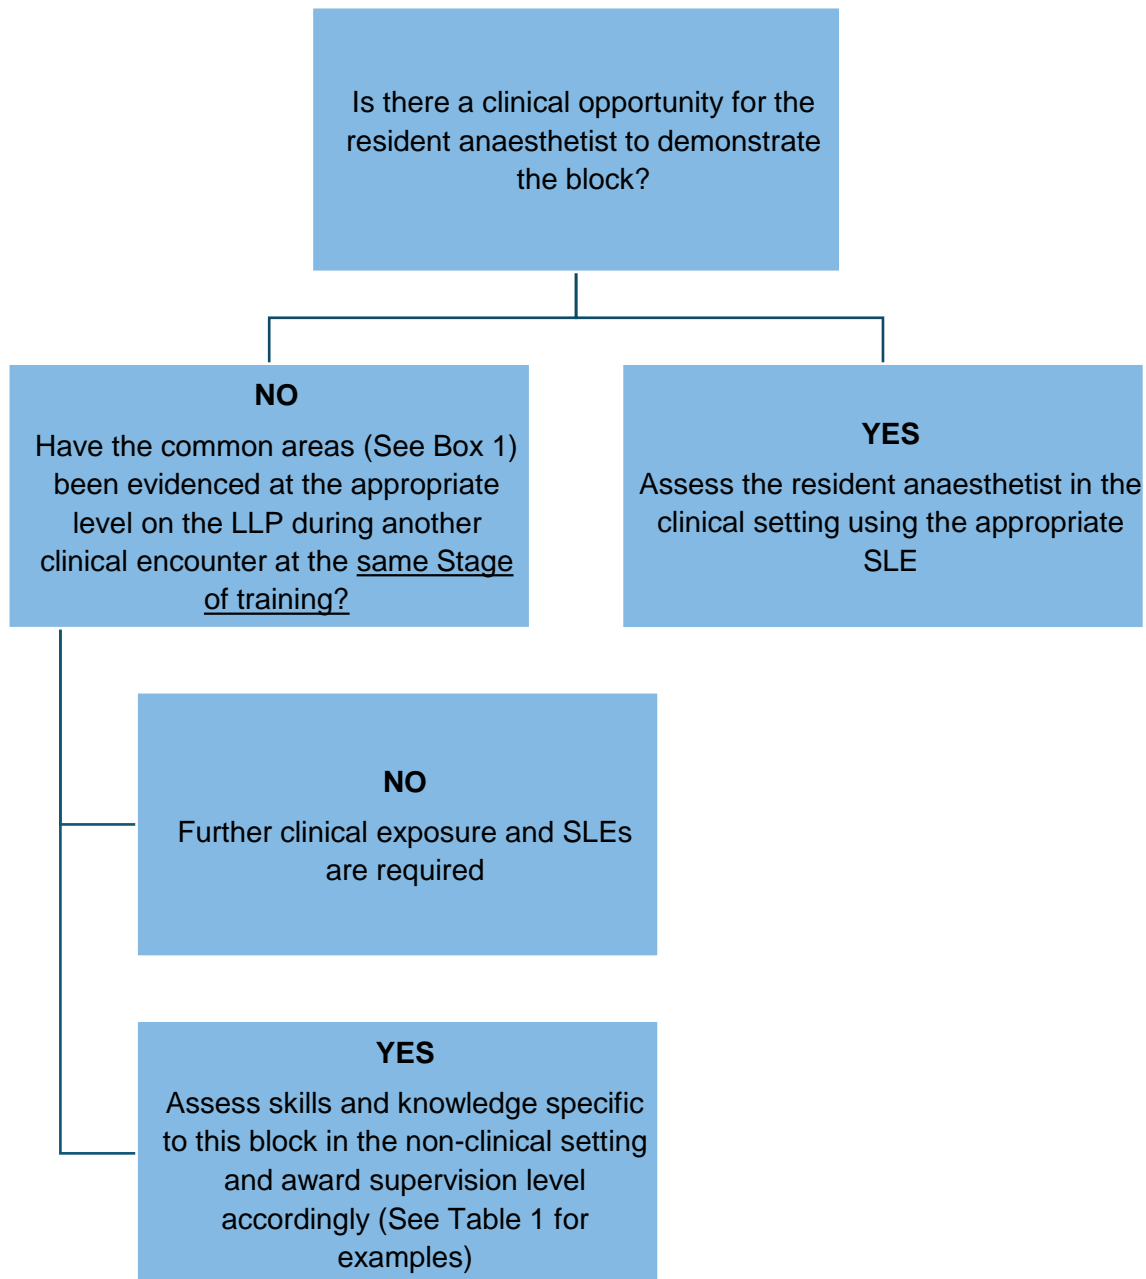 Is there a clinical opportunity for the
resident anaesthetist to demonstrate
the block?
NO
Have the common areas (See Box 1)
been evidenced at the appropriate
level on the LLP during another
clinical encounter at the same Stage
of training?
YES
Assess the resident anaesthetist in the
clinical setting using the appropriate
SLE
NO
Further clinical exposure and SLEs
are required
YES
Assess skills and knowledge specific
to this block in the non-clinical setting
and award supervision level
accordingly (See Table 1 for
examples)